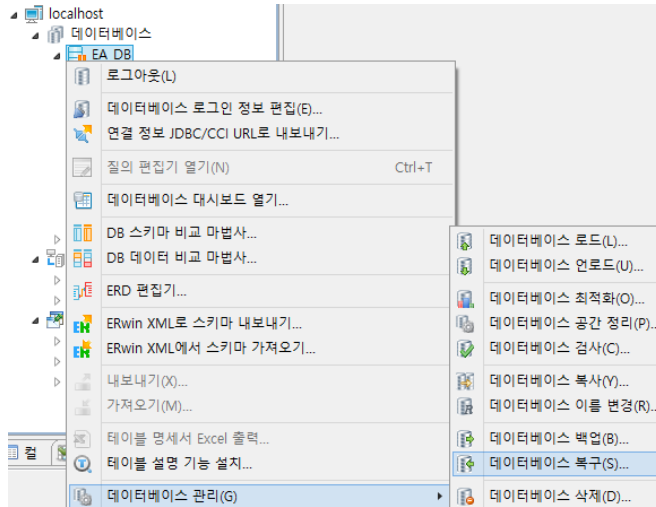 localhost
데이터베이스
EA_DB
로그아웃(L)
데이터베이스 로그인 정보 편집(E)...
연결 정보 JDBC/CCI URL로 내보내기...
질의 편집기 열기(N) Ctrl+T
데이터베이스 대시보드 열기...
DB 스키마 비교 마법사...
DB 데이터 비교 마법사...
ERD 편집기...
ERwin XML로 스키마 내보내기...
ERwin XML에서 스키마 가져오기...
내보내기(X)...
가져오기(M)...
테이블 명세서 Excel 출력...
테이블 설명 기능 설치...
데이터베이스 관리(G)
데이터베이스 로드(L)...
데이터베이스 언로드(U)...
데이터베이스 최적화(O)...
데이터베이스 공간 정리(P)...
데이터베이스 검사(C)...
데이터베이스 복사(Y)...
데이터베이스 이름 변경(R)...
데이터베이스 백업(B)...
데이터베이스 복구(S)...
데이터베이스 삭제(D)...
컬